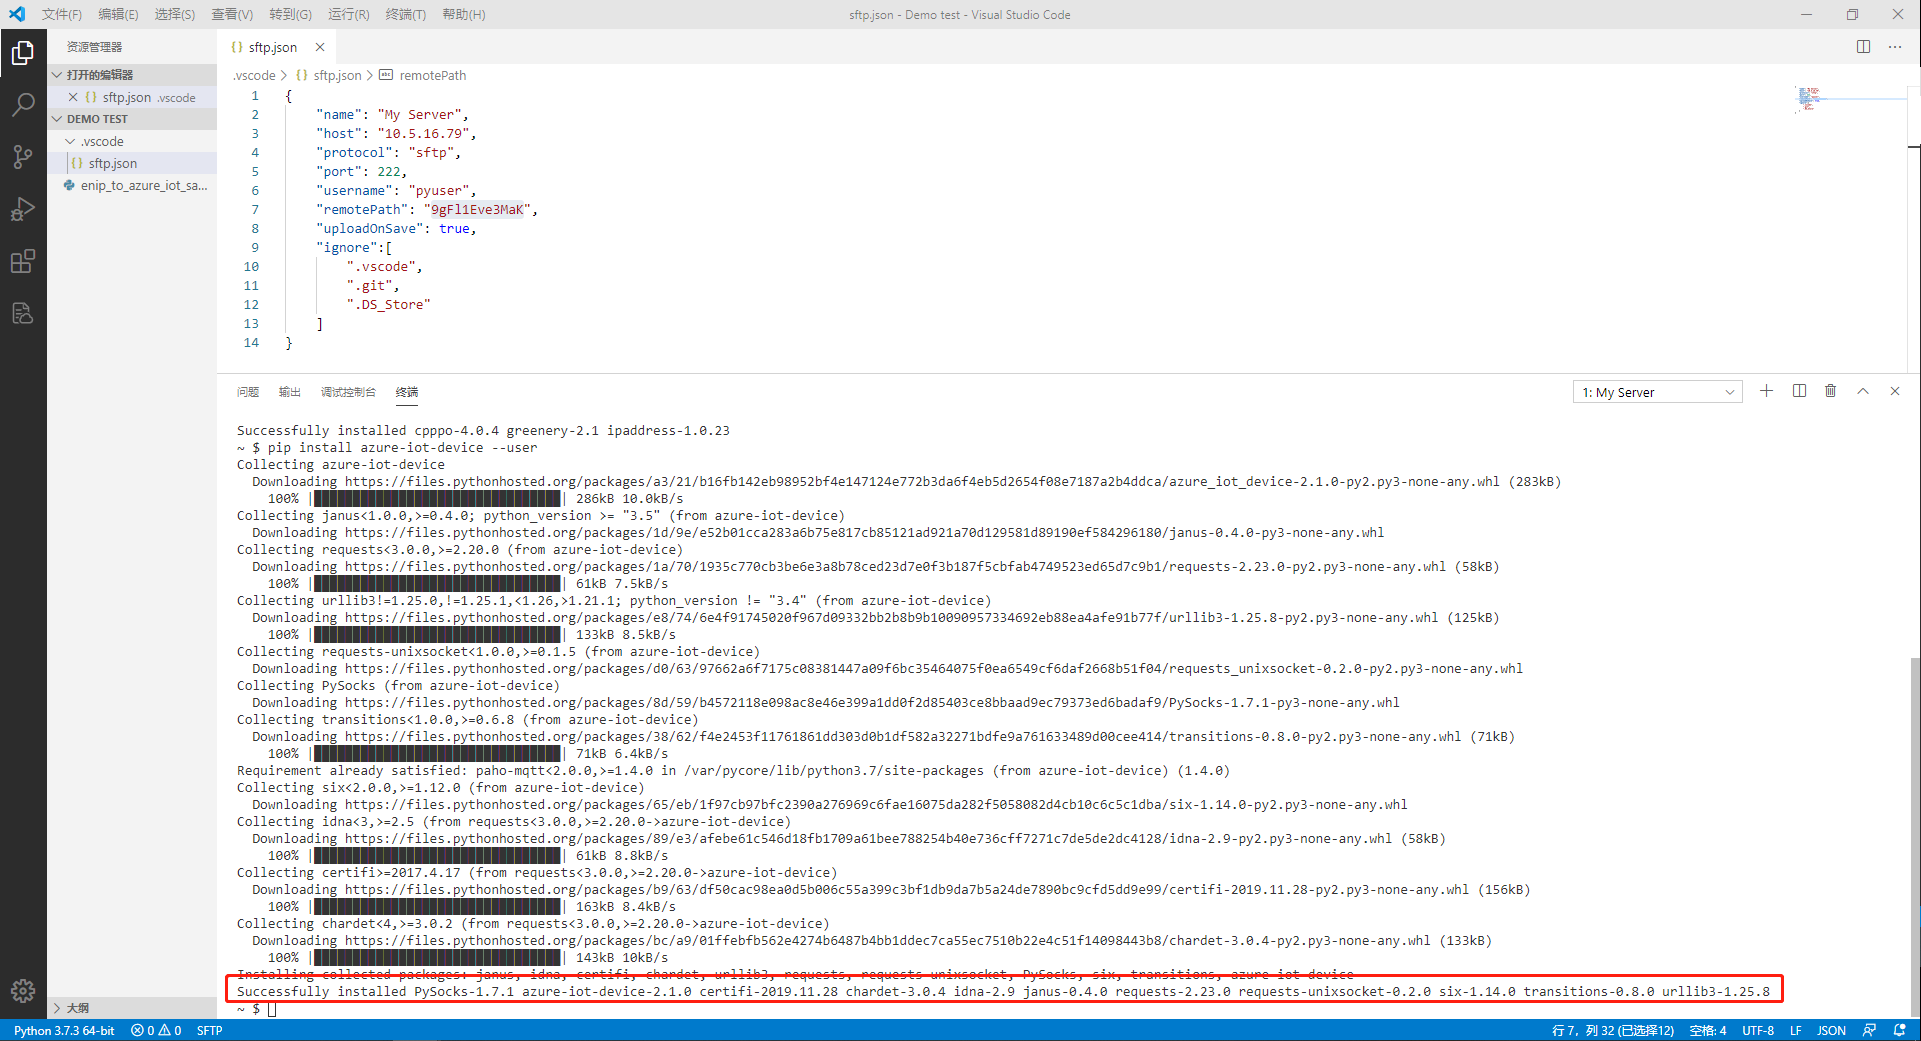 文件(F) 编辑(E) 选择(S) 查看(V) 转到(G) 运行(R) 终端(T) 帮助(H)
sftp.json - Demo test - Visual Studio Code
资源管理器
打开的编辑器
{} sftp.json .vscode
DEMO TEST
.vscode
{} sftp.json
enip_to_azure_iot_sa...
大纲
{} sftp.json
.vscode > {} sftp.json > remotePath
1 {
2 "name": "My Server",
3 "host": "10.5.16.79",
4 "protocol": "sftp",
5 "port": 222,
6 "username": "pyuser",
7 "remotePath": "9gFl1Eve3MaK",
8 "uploadOnSave": true,
9 "ignore":[
10 ".vscode",
11 ".git",
12 ".DS_Store"
13 ]
14 }
问题 输出 调试控制台 终端
1: My Server
Successfully installed cpppo-4.0.4 greenery-2.1 ipaddress-1.0.23
~ $ pip install azure-iot-device --user
Collecting azure-iot-device
Downloading https://files.pythonhosted.org/packages/a3/21/b16fb142eb98952bf4e147124e772b3da6f4eb5d2654f08e7187a2b4ddca/azure_iot_device-2.1.0-py2.py3-none-any.whl (283kB)
100% || 286kB 10.0kB/s
Collecting janus<1.0.0,>=0.4.0; python_version >= "3.5" (from azure-iot-device)
Downloading https://files.pythonhosted.org/packages/1d/9e/e52b01cca283a6b75e817cb85121ad921a70d129581d89190ef584296180/janus-0.4.0-py3-none-any.whl
Collecting requests<3.0.0,>=2.20.0 (from azure-iot-device)
Downloading https://files.pythonhosted.org/packages/1a/70/1935c770cb3be6e3a8b78ced23d7e0f3b187f5cbfab4749523ed65d7c9b1/requests-2.23.0-py2.py3-none-any.whl (58kB)
100% || 61kB 7.5kB/s
Collecting urllib3!=1.25.0,!=1.25.1,<1.26,>1.21.1; python_version != "3.4" (from azure-iot-device)
Downloading https://files.pythonhosted.org/packages/e8/74/6e4f91745020f967d09332bb2b8b9b10090957334692eb88ea4afe91b77f/urllib3-1.25.8-py2.py3-none-any.whl (125kB)
100% || 133kB 8.5kB/s
Collecting requests-unixsocket<1.0.0,>=0.1.5 (from azure-iot-device)
Downloading https://files.pythonhosted.org/packages/d0/63/97662a6f7175c08381447a09f6bc35464075f0ea6549cf6daf2668b51f04/requests_unixsocket-0.2.0-py2.py3-none-any.whl
Collecting PySocks (from azure-iot-device)
Downloading https://files.pythonhosted.org/packages/8d/59/b4572118e098ac8e46e399a1dd0f2d85403ce8bbaad9ec79373ed6badaf9/PySocks-1.7.1-py3-none-any.whl
Collecting transitions<1.0.0,>=0.6.8 (from azure-iot-device)
Downloading https://files.pythonhosted.org/packages/38/62/f4e2453f11761861dd303d0b1df582a32271bdfe9a761633489d00cee414/transitions-0.8.0-py2.py3-none-any.whl (71kB)
100% || 71kB 6.4kB/s
Requirement already satisfied: paho-mqtt<2.0.0,>=1.4.0 in /var/pycore/lib/python3.7/site-packages (from azure-iot-device) (1.4.0)
Collecting six<2.0.0,>=1.12.0 (from azure-iot-device)
Downloading https://files.pythonhosted.org/packages/65/eb/1f97cb97bfc2390a276969c6fae16075da282f5058082d4cb10c6c5c1dba/six-1.14.0-py2.py3-none-any.whl
Collecting idna<3,>=2.5 (from requests<3.0.0,>=2.20.0->azure-iot-device)
Downloading https://files.pythonhosted.org/packages/89/e3/afebe61c546d18fb1709a61bee788254b40e736cff7271c7de5de2dc4128/idna-2.9-py2.py3-none-any.whl (58kB)
100% || 61kB 8.8kB/s
Collecting certifi>=2017.4.17 (from requests<3.0.0,>=2.20.0->azure-iot-device)
Downloading https://files.pythonhosted.org/packages/b9/63/df50cac98ea0d5b006c55a399c3bf1db9da7b5a24de7890bc9cfd5dd9e99/certifi-2019.11.28-py2.py3-none-any.whl (156kB)
100% || 163kB 8.4kB/s
Collecting chardet<4,>=3.0.2 (from requests<3.0.0,>=2.20.0->azure-iot-device)
Downloading https://files.pythonhosted.org/packages/bc/a9/01ffebfb562e4274b6487b4bb1ddec7ca55ec7510b22e4c51f14098443b8/chardet-3.0.4-py2.py3-none-any.whl (133kB)
100% || 143kB 10kB/s
Installing collected packages: janus, idna, certifi, chardet, urllib3, requests, requests-unixsocket, PySocks, six, transitions, azure-iot-device
Successfully installed PySocks-1.7.1 azure-iot-device-2.1.0 certifi-2019.11.28 chardet-3.0.4 idna-2.9 janus-0.4.0 requests-2.23.0 requests-unixsocket-0.2.0 six-1.14.0 transitions-0.8.0 urllib3-1.25.8
~ $
Python 3.7.3 64-bit 0 0 SFTP
行 7，列 32 (已选择12) 空格: 4 UTF-8 LF JSON